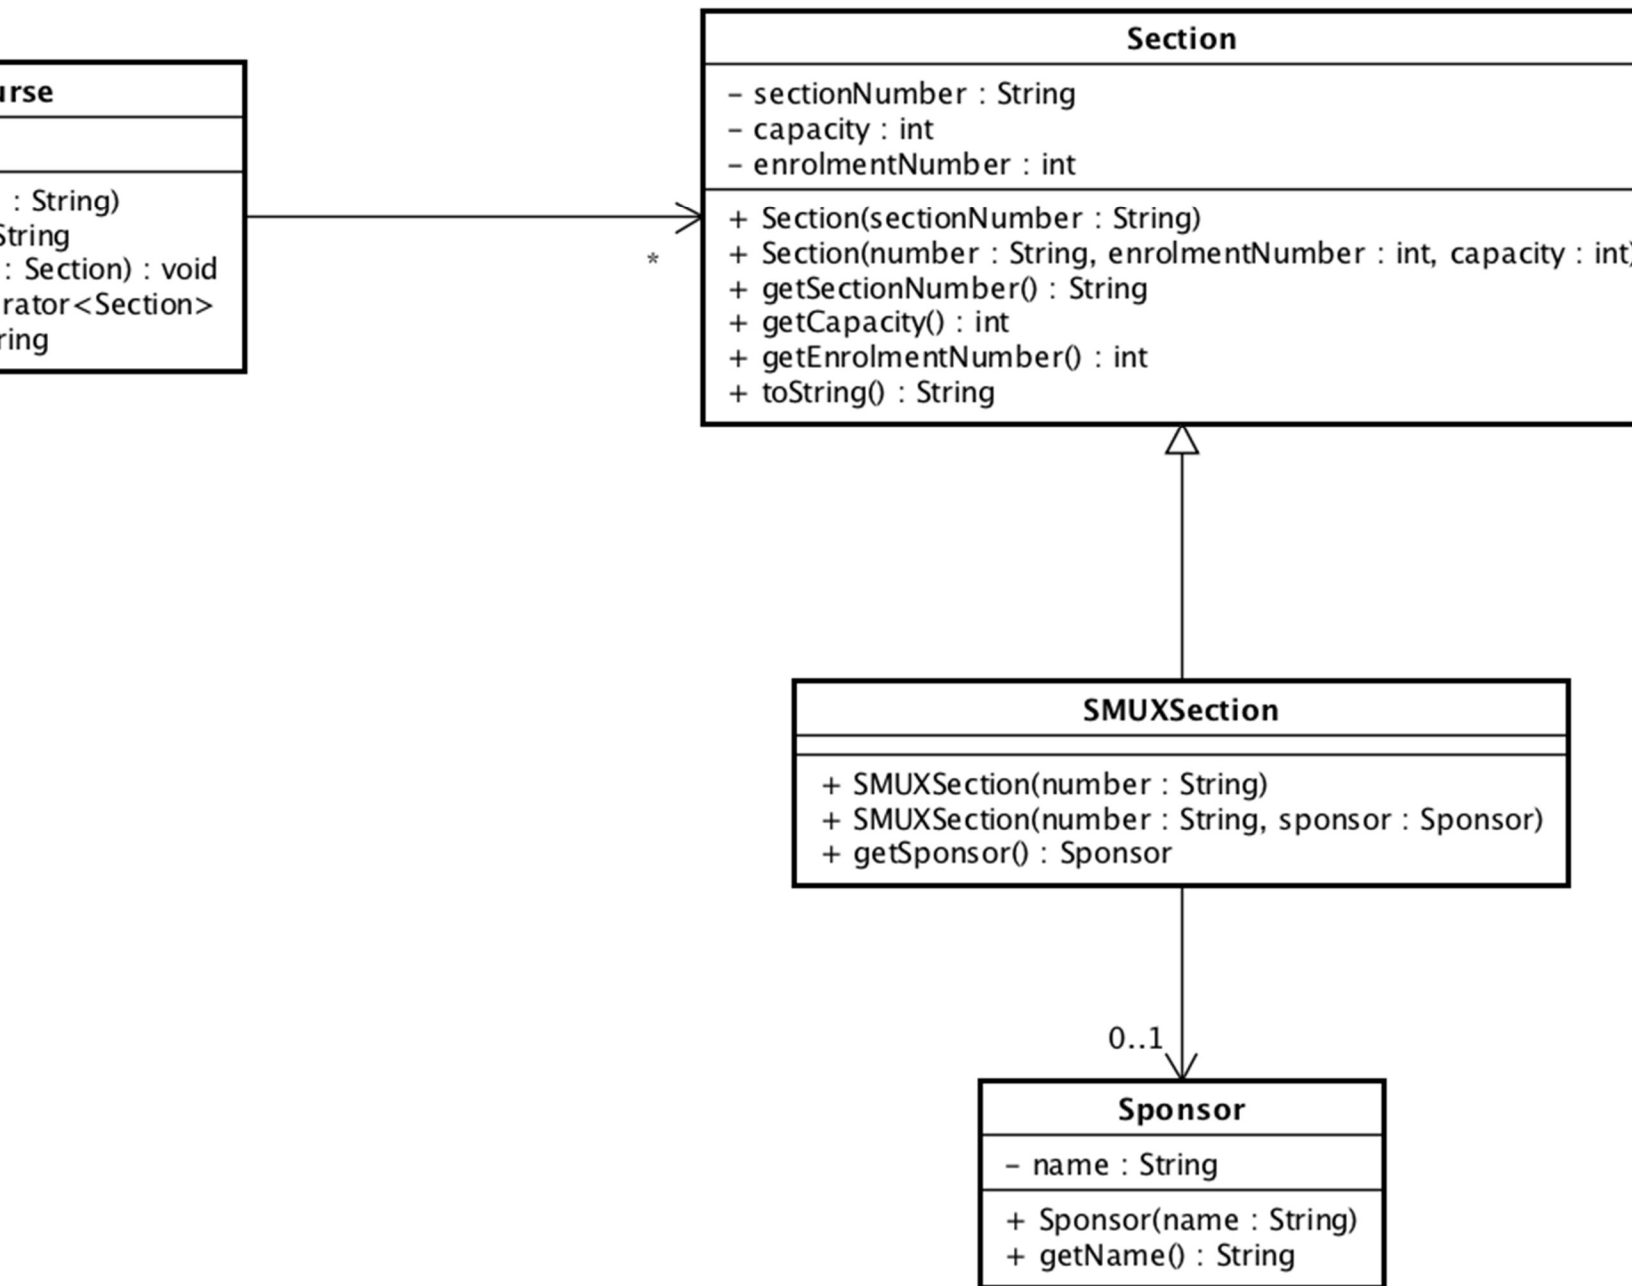 urse
: String)
String
: Section) : void
rator<Section>
ring
*
Section
– sectionNumber : String
– capacity : int
– enrolmentNumber : int
+ Section(sectionNumber : String)
+ Section(number : String, enrolmentNumber : int, capacity : int)
+ getSectionNumber() : String
+ getCapacity() : int
+ getEnrolmentNumber() : int
+ toString() : String
SMUXSection
+ SMUXSection(number : String)
+ SMUXSection(number : String, sponsor : Sponsor)
+ getSponsor() : Sponsor
0..1
Sponsor
– name : String
+ Sponsor(name : String)
+ getName() : String